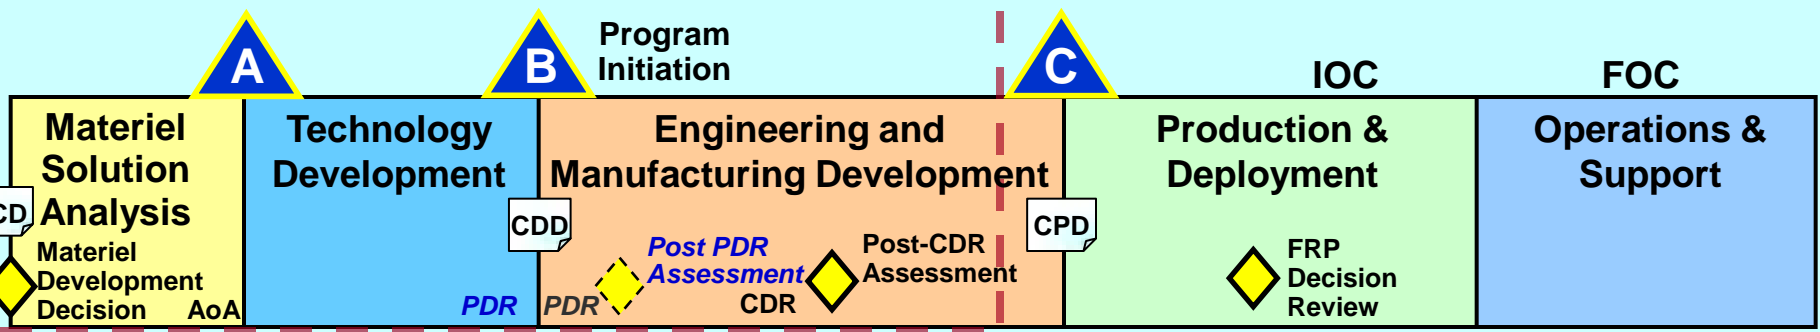 A
B
Program
Initiation
C
IOC
FOC
Materiel
Solution
Analysis
Technology
Development
Engineering and
Manufacturing Development
Production &
Deployment
Operations &
Support
CD
CDD
CPD
Materiel
Development
Decision
AoA
PDR
PDR
Post PDR
Assessment
CDR
Post-CDR
Assessment
FRP
Decision
Review